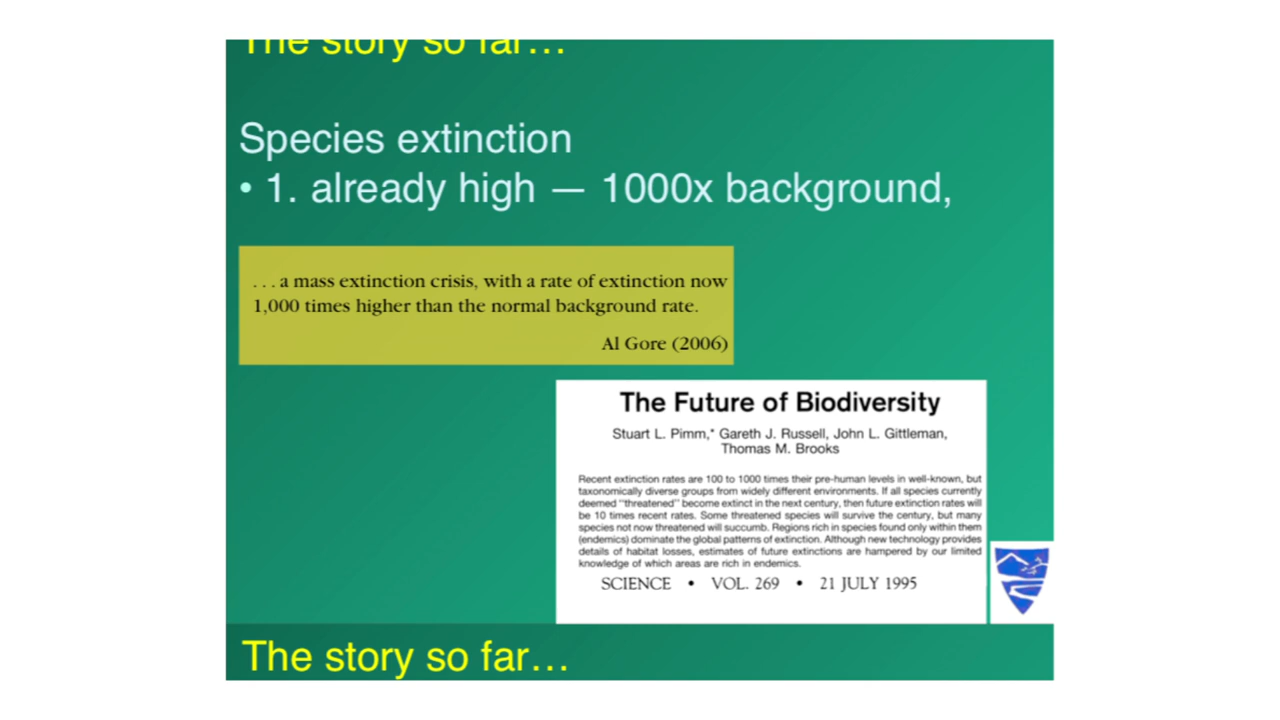 The story so far…
Species extinction
• 1. already high — 1000x background,
. . . a mass extinction crisis, with a rate of extinction now
1,000 times higher than the normal background rate.
Al Gore (2006)
The Future of Biodiversity
Stuart L. Pimm,* Gareth J. Russell, John L. Gittleman,
Thomas M. Brooks
Recent extinction rates are 100 to 1000 times their pre-human levels in well-known, but
taxonomically diverse groups from widely different environments. If all species currently
deemed "threatened" become extinct in the next century, then future extinction rates will
be 10 times recent rates. Some threatened species will survive the century, but many
species not now threatened will succumb. Regions rich in species found only within them
(endemics) dominate the global patterns of extinction. Although new technology provides
details of habitat losses, estimates of future extinctions are hampered by our limited
knowledge of which areas are rich in endemics.
SCIENCE • VOL. 269 • 21 JULY 1995
The story so far…